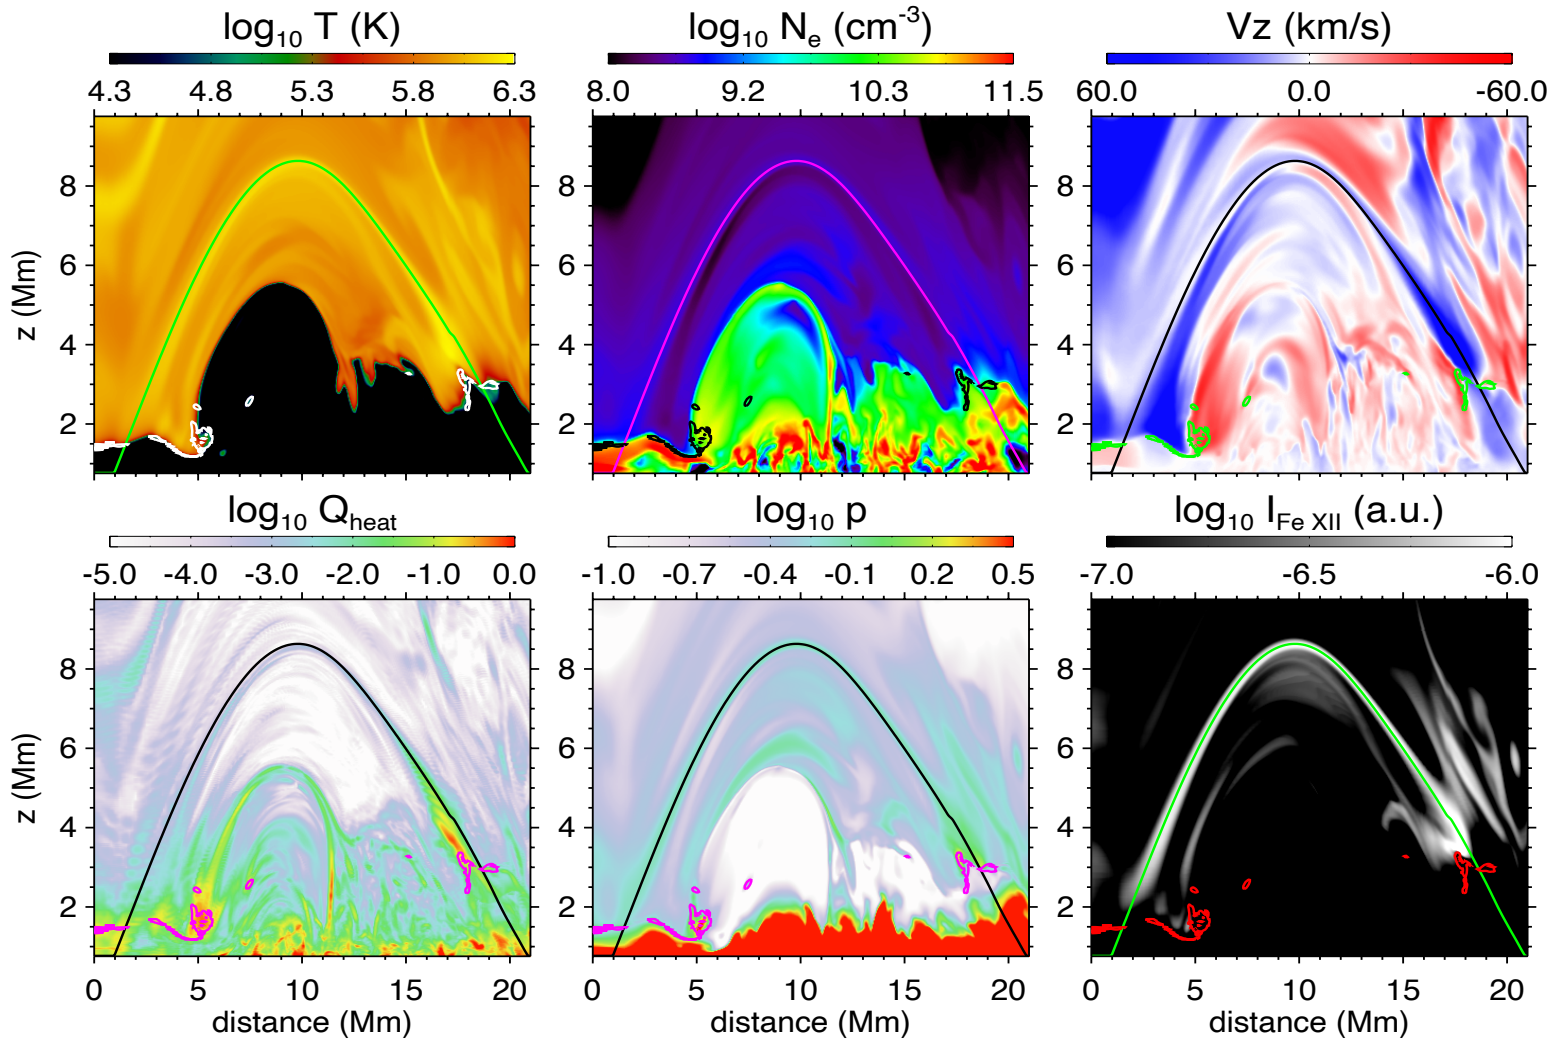 log₁₀ T (K)
4.3 4.8 5.3 5.8 6.3
log₁₀ Nₑ (cm⁻³)
8.0 9.2 10.3 11.5
Vz (km/s)
60.0 0.0 -60.0
z (Mm)
8
6
4
2
8
6
4
2
8
6
4
2
log₁₀ Q_heat
-5.0 -4.0 -3.0 -2.0 -1.0 0.0
log₁₀ p
-1.0 -0.7 -0.4 -0.1 0.2 0.5
log₁₀ I_Fe XII (a.u.)
-7.0 -6.5 -6.0
z (Mm)
8
6
4
2
0 5 10 15 20
distance (Mm)
8
6
4
2
0 5 10 15 20
distance (Mm)
8
6
4
2
0 5 10 15 20
distance (Mm)